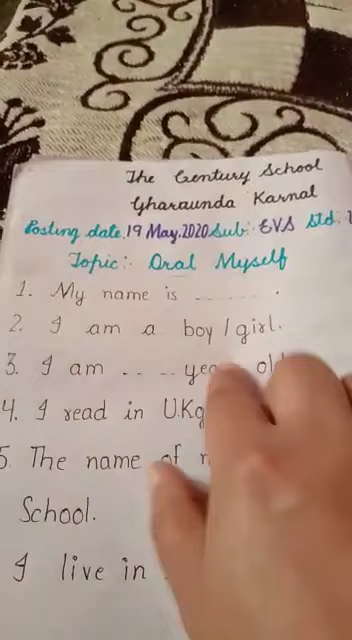 The Century School
Gharaunda Karnal
Posting date.19 May.2020 Sub:- EVS Std:
Topic:- Oral Myself
1. My name is ........ .
2. I am a boy/girl.
3. I am .. .. years old
4. I read in U.Kg
5. The name of
School.
I live in